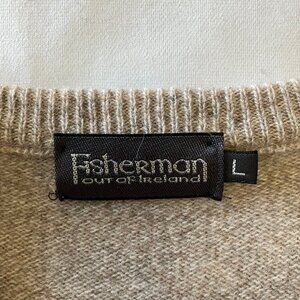 Fisherman
out of Ireland
L